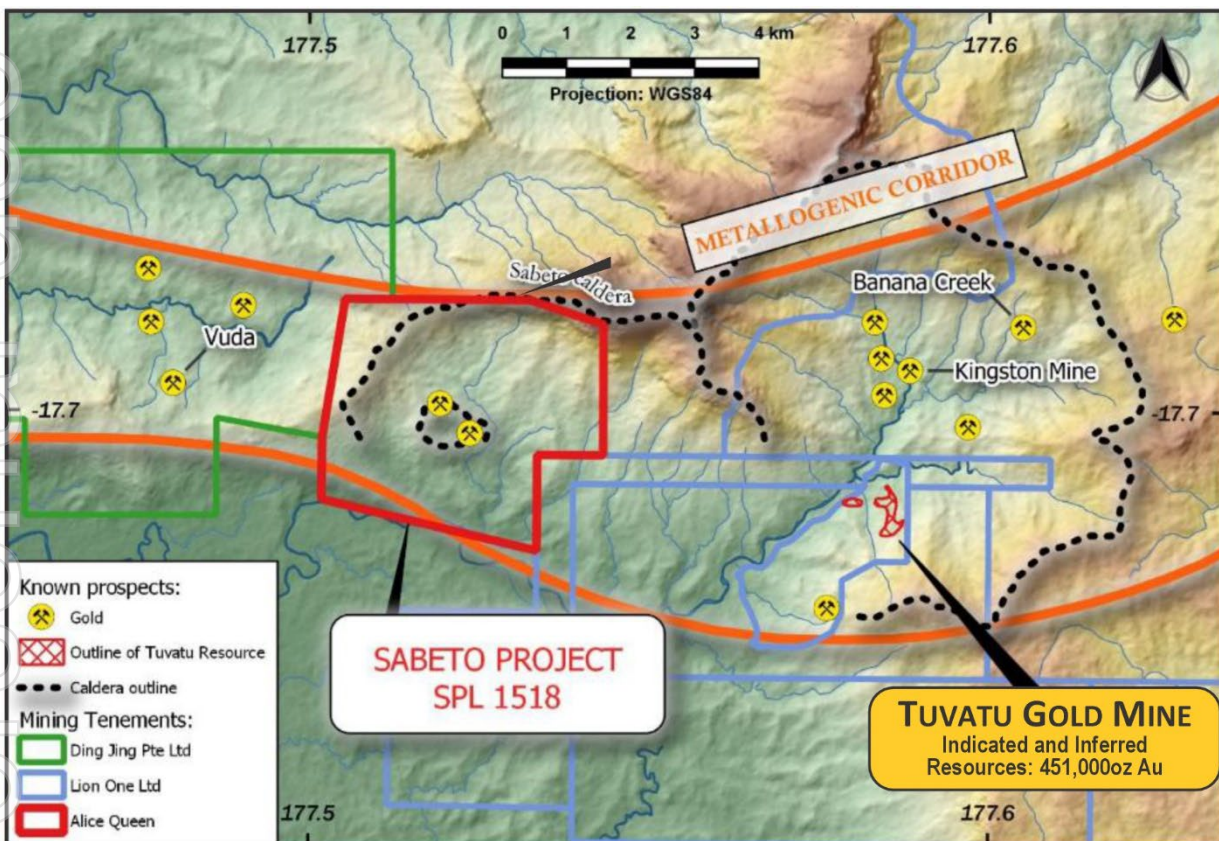 177.5
0 1 2 3 4 km
Projection: WGS84
177.6
METALLOGENIC CORRIDOR
Sabeto caldera
Banana Creek
Vuda
Kingston Mine
-17.7
-17.7
Known prospects:
Gold
Outline of Tuvatu Resource
Caldera outline
Mining Tenements:
Ding Jing Pte Ltd
Lion One Ltd
Alice Queen
SABETO PROJECT
SPL 1518
TUVATU GOLD MINE
Indicated and Inferred
Resources: 451,000oz Au
177.5
177.6